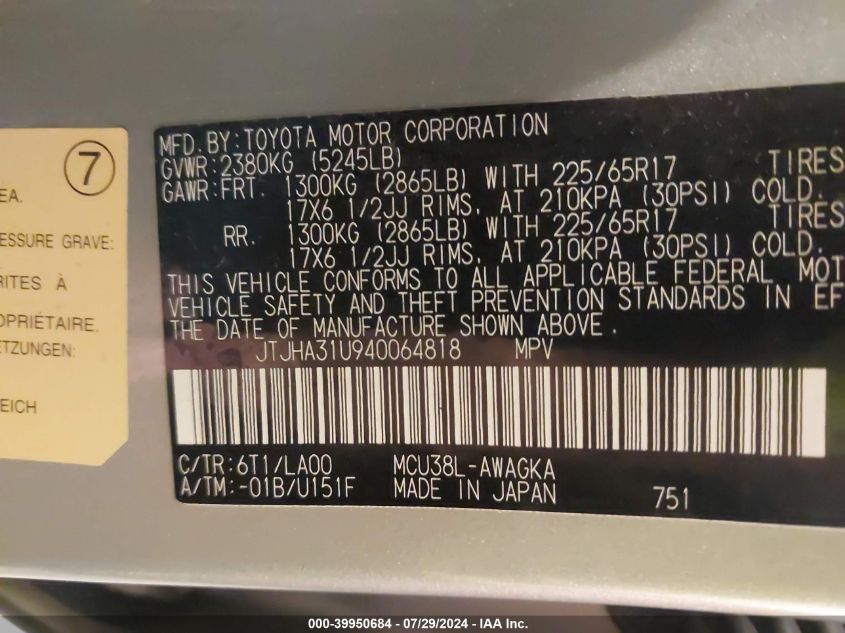 7
EA.
ESSURE GRAVE:
RITES À
OPRIÉTAIRE.
ETZUNGEN:
EICH
MFD. BY: TOYOTA MOTOR CORPORATION
GVWR: 2380KG (5245LB)
GAWR: FRT. 1300KG (2865LB) WITH 225/65R17 TIRES
17X6 1/2JJ RIMS, AT 210KPA (30PSI) COLD.
RR. 1300KG (2865LB) WITH 225/65R17 TIRES
17X6 1/2JJ RIMS, AT 210KPA (30PSI) COLD.
THIS VEHICLE CONFORMS TO ALL APPLICABLE FEDERAL MOT
VEHICLE SAFETY AND THEFT PREVENTION STANDARDS IN EF
THE DATE OF MANUFACTURE SHOWN ABOVE.
JTJHA31U940064818 MPV
C/TR: 6T1/LA00 MCU38L-AWAGKA
A/TM: -01B/U151F MADE IN JAPAN 751
000-39950684 - 07/29/2024 - IAA Inc.